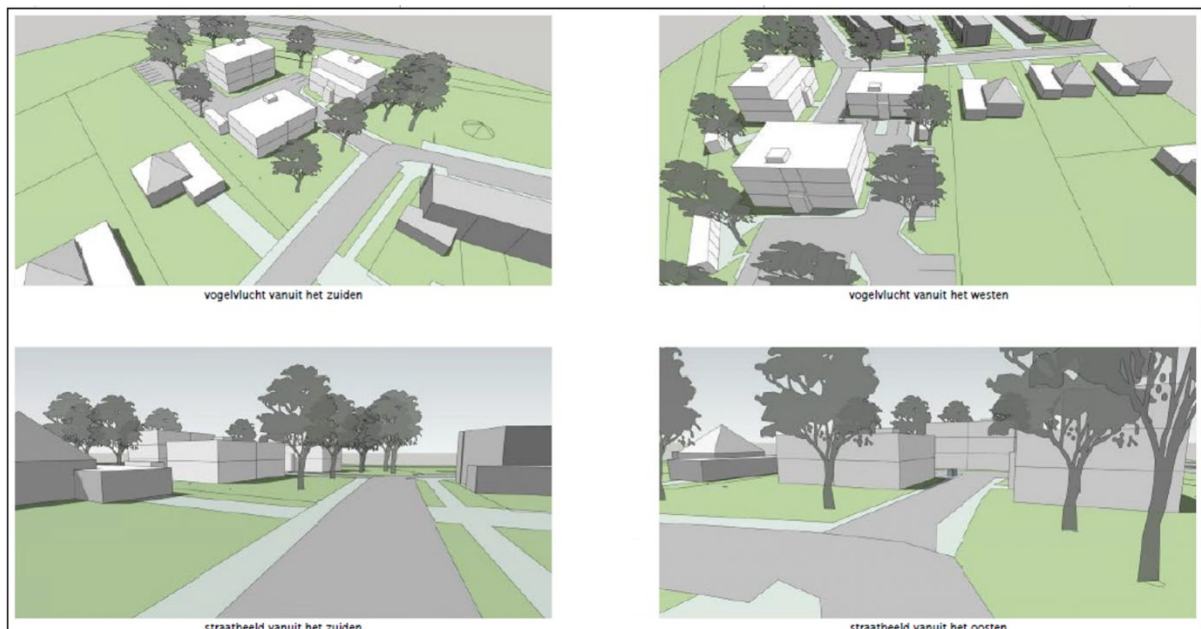 vogelvlucht vanuit het zuiden
vogelvlucht vanuit het westen
straatbeeld vanuit het zuiden
straatbeeld vanuit het oosten